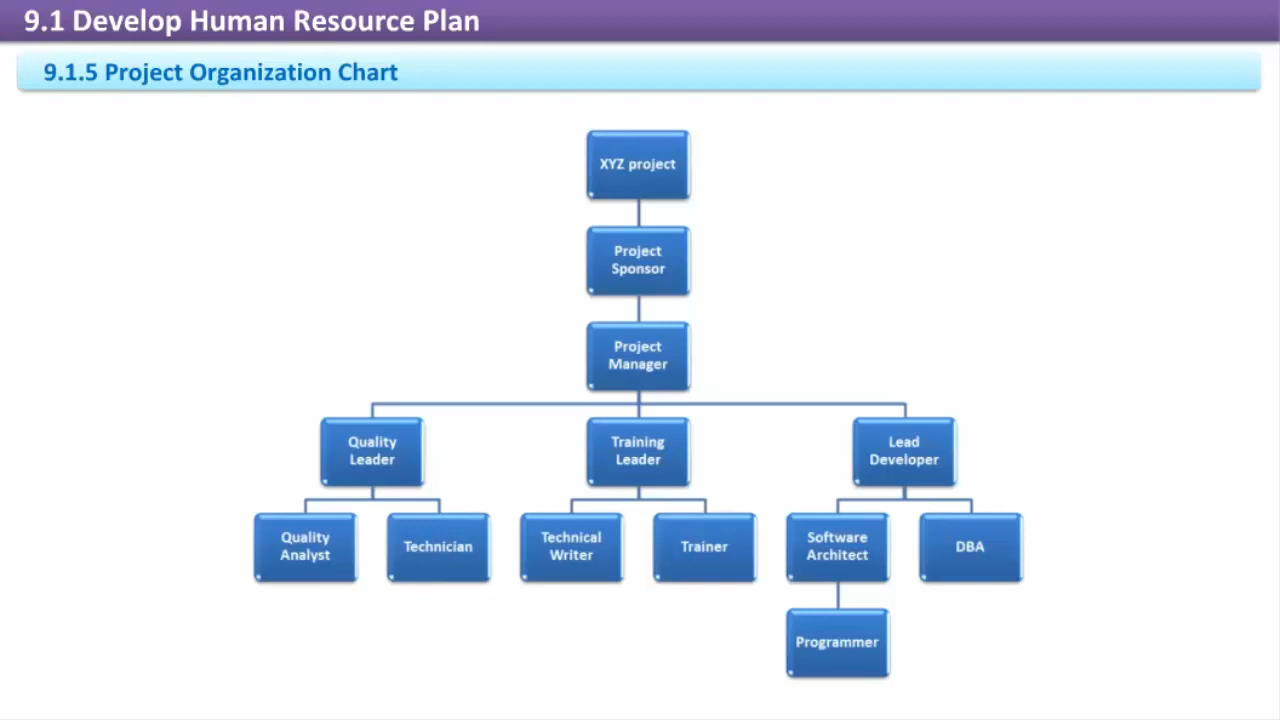 9.1 Develop Human Resource Plan
9.1.5 Project Organization Chart
XYZ project
Project
Sponsor
Project
Manager
Quality
Leader
Training
Leader
Lead
Developer
Quality
Analyst
Technician
Technical
Writer
Trainer
Software
Architect
DBA
Programmer